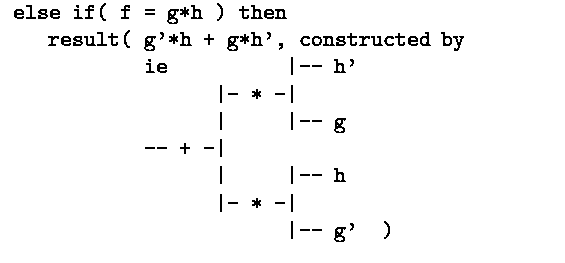 else if( f = g*h ) then
   result( g’*h + g*h’, constructed by
           ie          |-- h’
                 |- * -|
                 |     |-- g
           -- + -|
                 |     |-- h
                 |- * -|
                       |-- g’  )